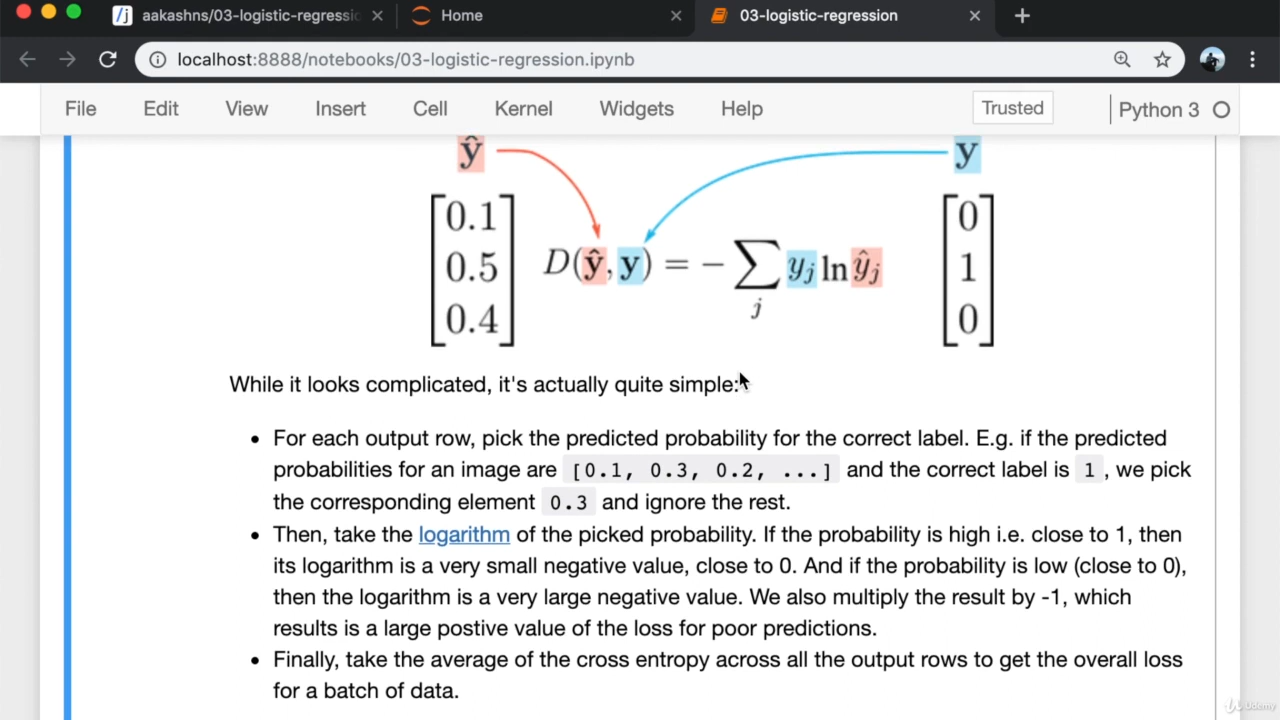 aakashns/03-logistic-regressio
Home
03-logistic-regression
localhost:8888/notebooks/03-logistic-regression.ipynb
File Edit View Insert Cell Kernel Widgets Help Trusted Python 3
ŷ y
[0.1 0.5 0.4] D(ŷ, y) = − ∑j yj ln ŷj [0 1 0]
While it looks complicated, it's actually quite simple:
• For each output row, pick the predicted probability for the correct label. E.g. if the predicted
probabilities for an image are [0.1, 0.3, 0.2, ...] and the correct label is 1, we pick
the corresponding element 0.3 and ignore the rest.
• Then, take the logarithm of the picked probability. If the probability is high i.e. close to 1, then
its logarithm is a very small negative value, close to 0. And if the probability is low (close to 0),
then the logarithm is a very large negative value. We also multiply the result by -1, which
results is a large postive value of the loss for poor predictions.
• Finally, take the average of the cross entropy across all the output rows to get the overall loss
for a batch of data.
Udemy